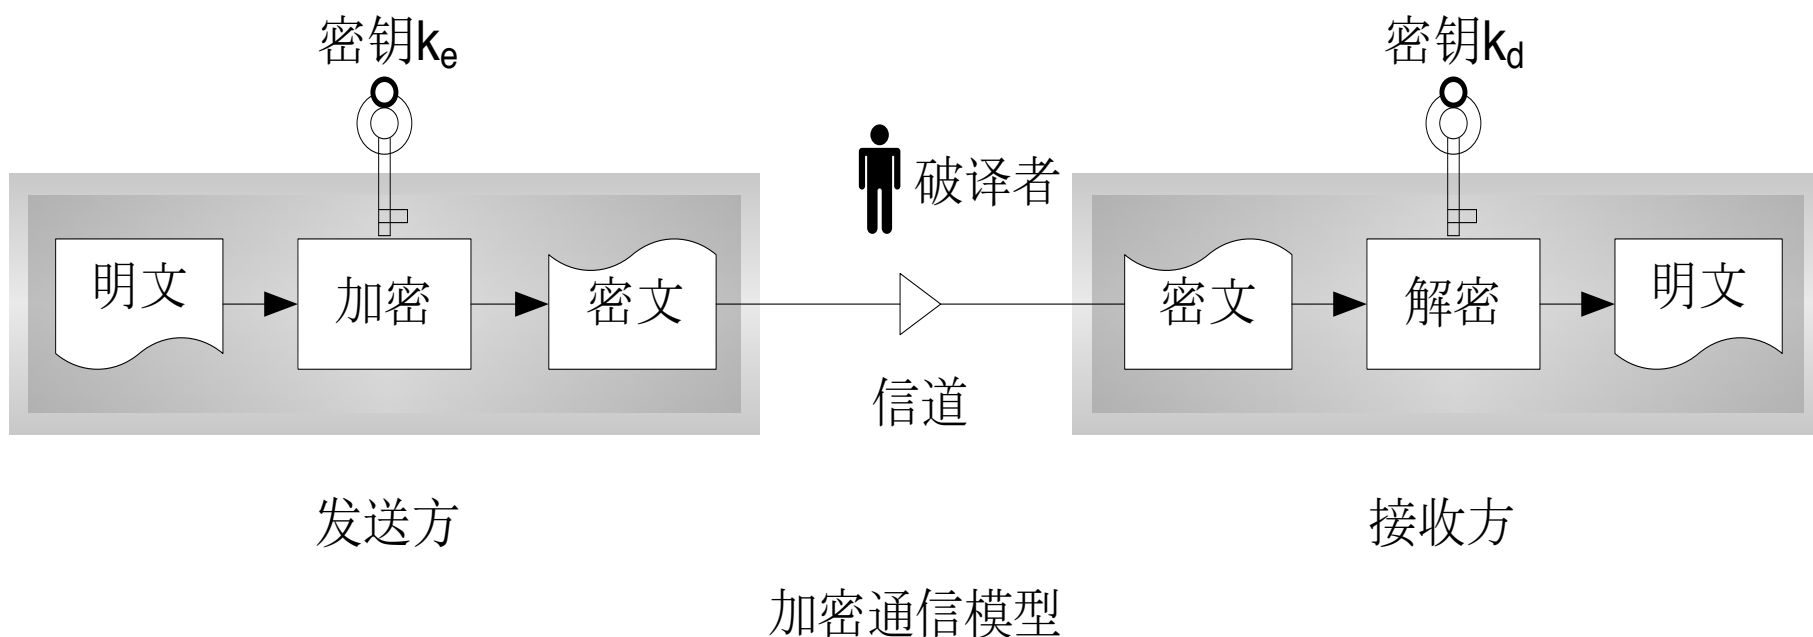 密钥ke
密钥kd
破译者
明文
加密
密文
密文
解密
明文
信道
发送方
接收方
加密通信模型